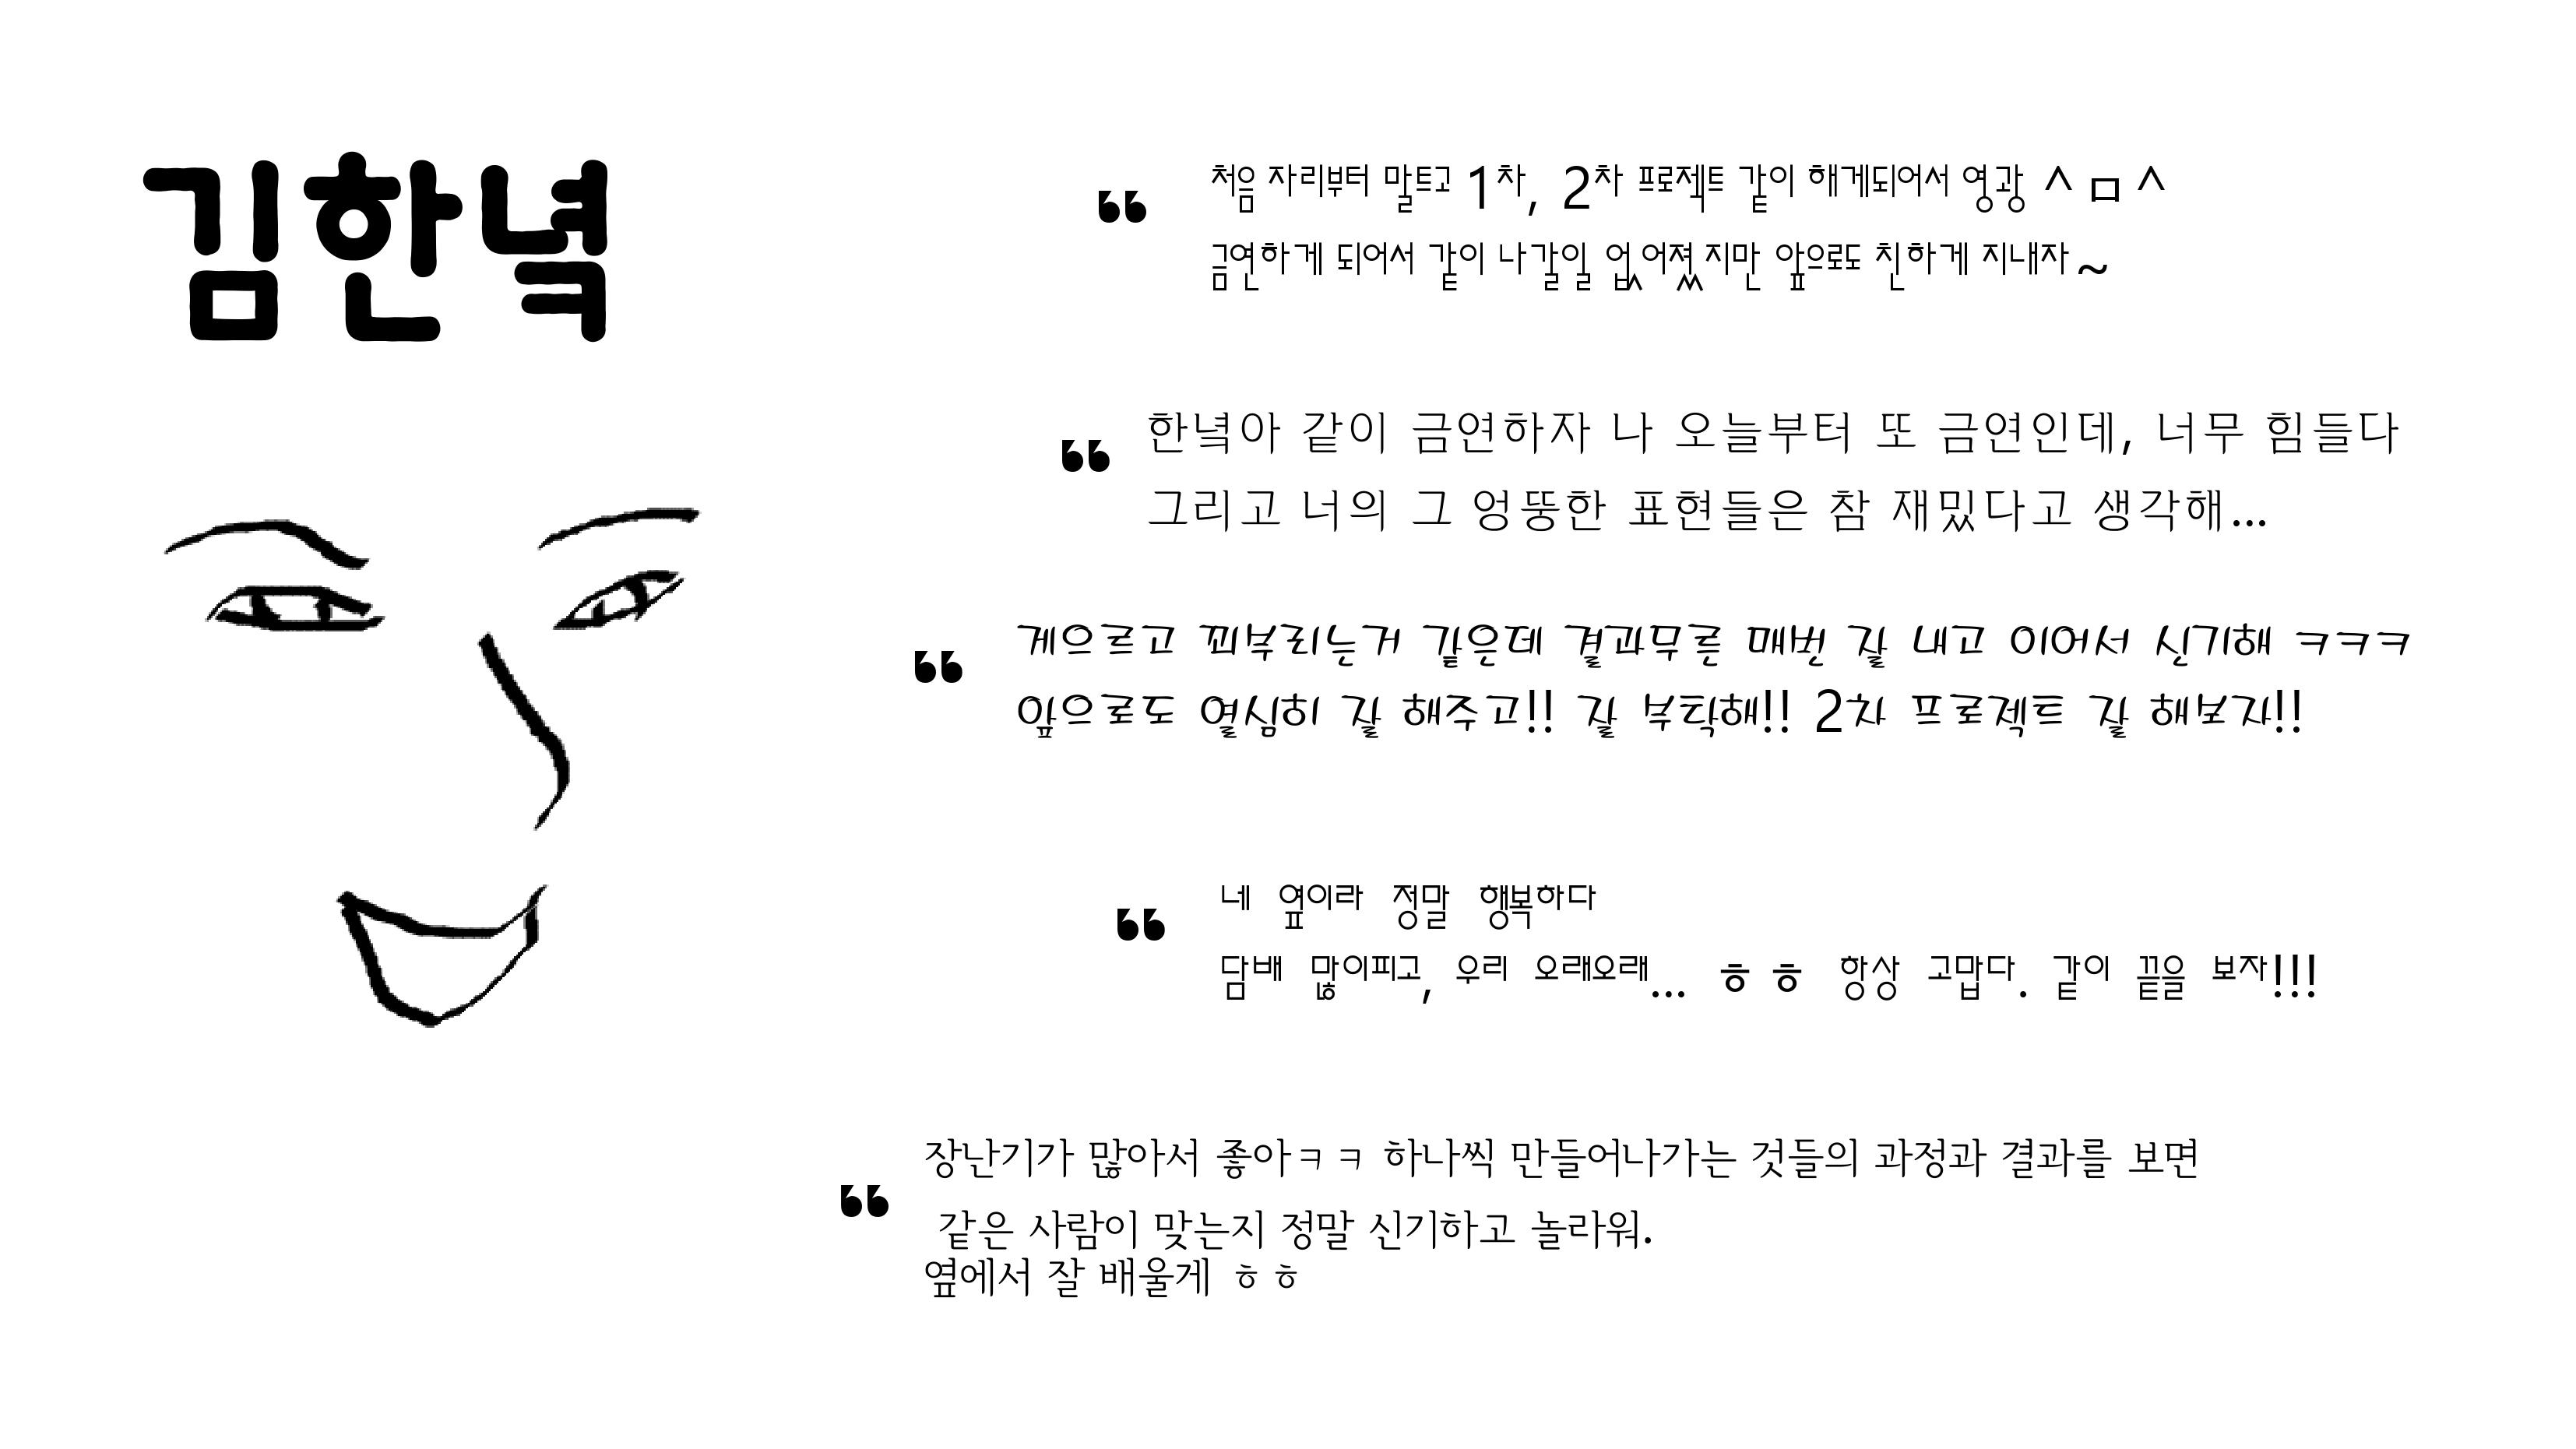 김한녘
“ 처음 자리부터 말트고 1차, 2차 프로젝트 같이 해게되어서 영광 ^ㅁ^
금연하게 되어서 같이 나갈일 없어졌지만 앞으로도 친하게 지내자~
“ 한녘아 같이 금연하자 나 오늘부터 또 금연인데, 너무 힘들다
그리고 너의 그 엉뚱한 표현들은 참 재밌다고 생각해...
“ 게으르고 꾀부리는거 같은데 결과무른 매번 잘 내고 이어서 신기해 ㅋㅋㅋ
앞으로도 열심히 잘 해주고!! 잘 부탁해!! 2차 프로젝트 잘 해보자!!
“ 네 옆이라 정말 행복하다
담배 많이피고, 우리 오래오래... ㅎㅎ 항상 고맙다. 같이 끝을 보자!!!
“ 장난기가 많아서 좋아ㅋㅋ 하나씩 만들어나가는 것들의 과정과 결과를 보면
같은 사람이 맞는지 정말 신기하고 놀라워.
옆에서 잘 배울게 ㅎㅎ